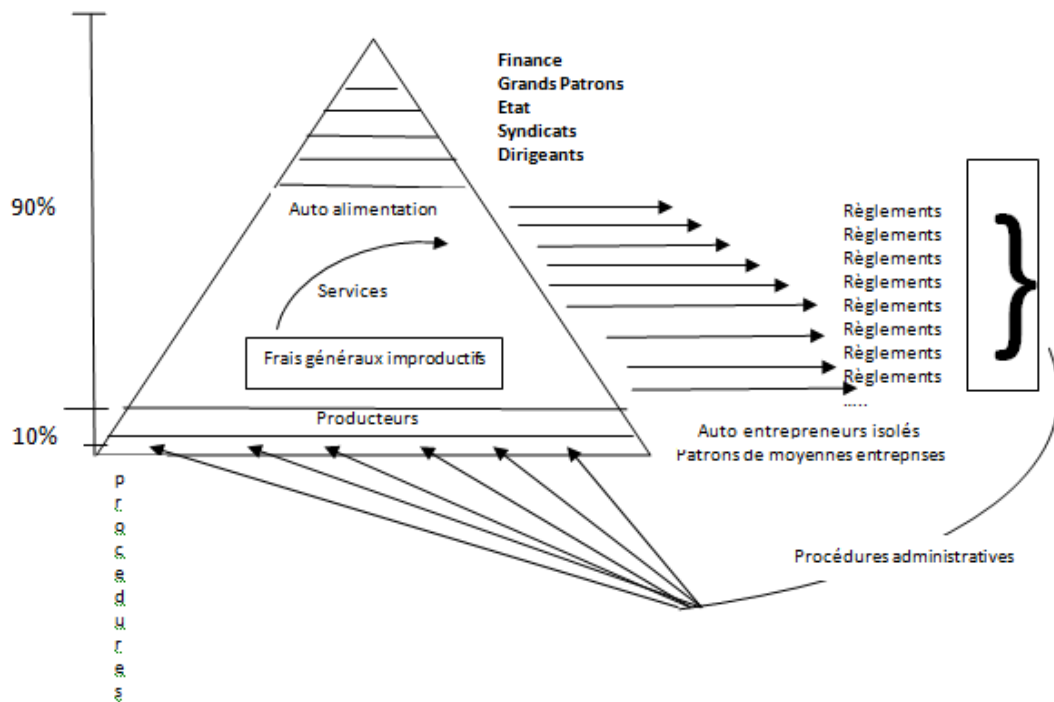 Finance
Grands Patrons
Etat
Syndicats
Dirigeants
90%
Auto alimentation
Services
Frais généraux improductifs
Règlements
Règlements
Règlements
Règlements
Règlements
Règlements
Règlements
Règlements
.....
}
Producteurs
10%
Auto entrepreneurs isolés
Patrons de moyennes entreprises
Procédures administratives
p
r
o
c
e
d
u
r
e
s